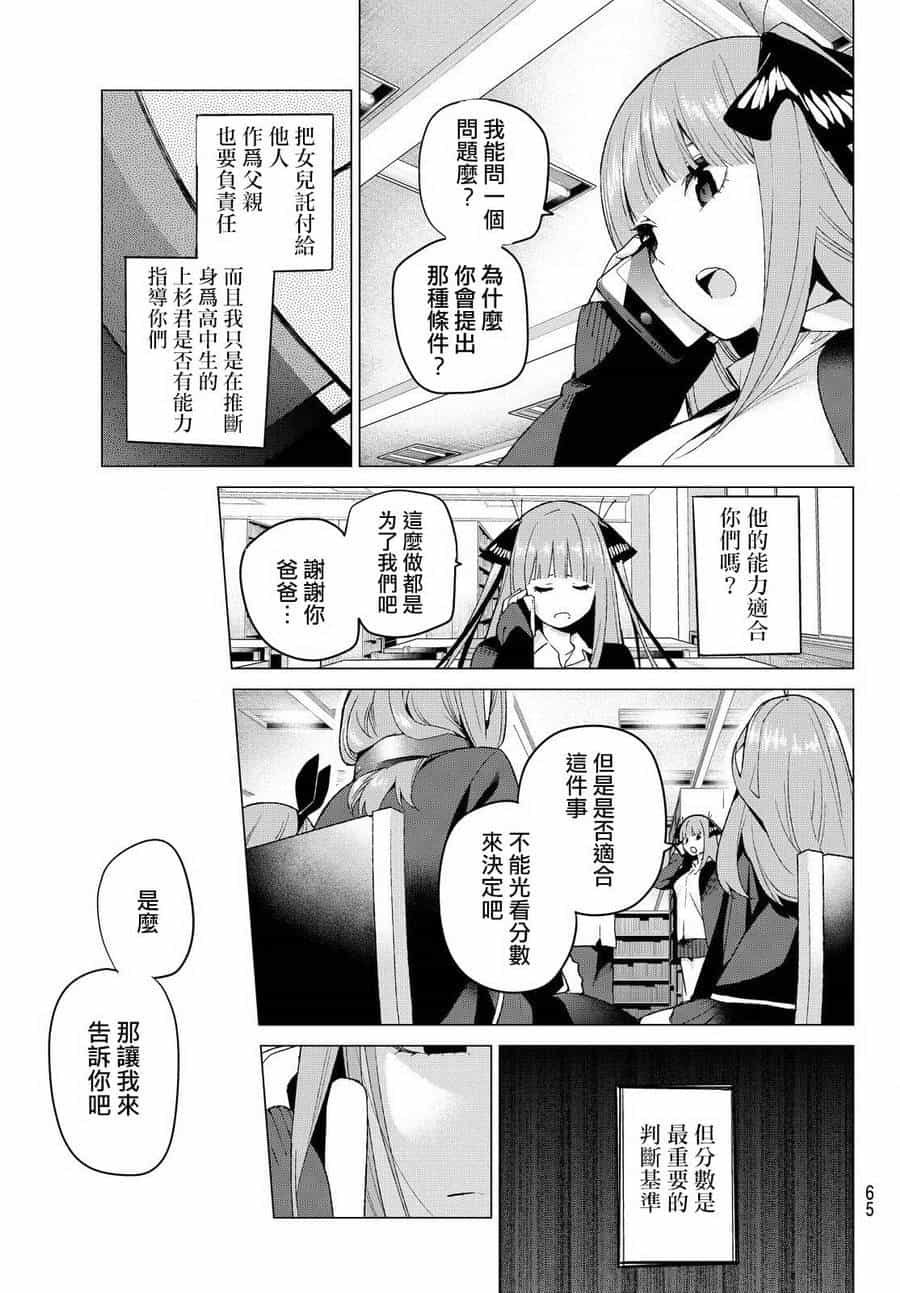 我能問一個
問題麼？
為什麼
你會提出
那種條件？
把女兒託付給
他人
作爲父親
也要負責任
而且我只是在推斷
身爲高中生的
上杉君是否有能力
指導你們
他的能力適合
你們嗎？
這麼做都是
为了我們吧
謝謝你
爸爸…
但是是否適合
這件事
不能光看分數
來決定吧
但分數是
最重要的
判斷基準
是麼
那讓我來
告訴你吧
65